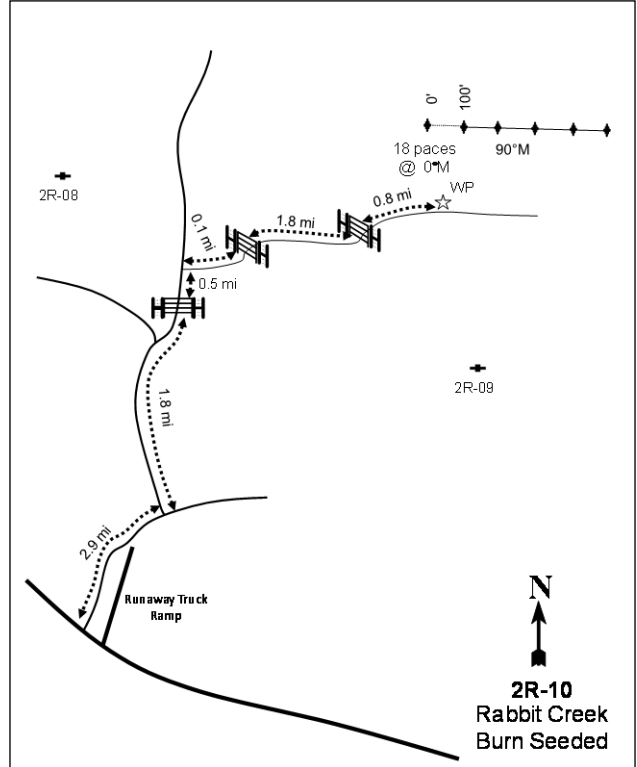 0'
100'
18 paces
@ 0°M
90°M
2R-08
0.8 mi
WP
1.8 mi
0.1 mi
0.5 mi
2R-09
1.8 mi
2.9 mi
Runaway Truck
Ramp
N
2R-10
Rabbit Creek
Burn Seeded